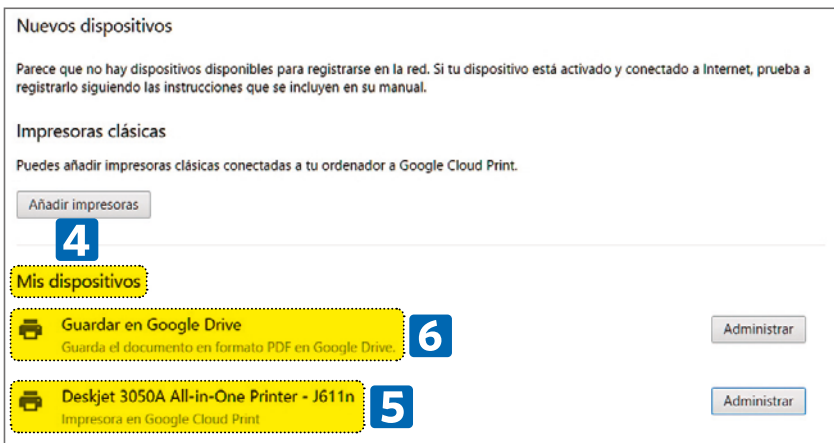 Nuevos dispositivos
Parece que no hay dispositivos disponibles para registrarse en la red. Si tu dispositivo está activado y conectado a Internet, prueba a
registrarlo siguiendo las instrucciones que se incluyen en su manual.
Impresoras clásicas
Puedes añadir impresoras clásicas conectadas a tu ordenador a Google Cloud Print.
Añadir impresoras
4
Mis dispositivos
Guardar en Google Drive
Guarda el documento en formato PDF en Google Drive.
6
Administrar
Deskjet 3050A All-in-One Printer - J611n
Impresora en Google Cloud Print
5
Administrar